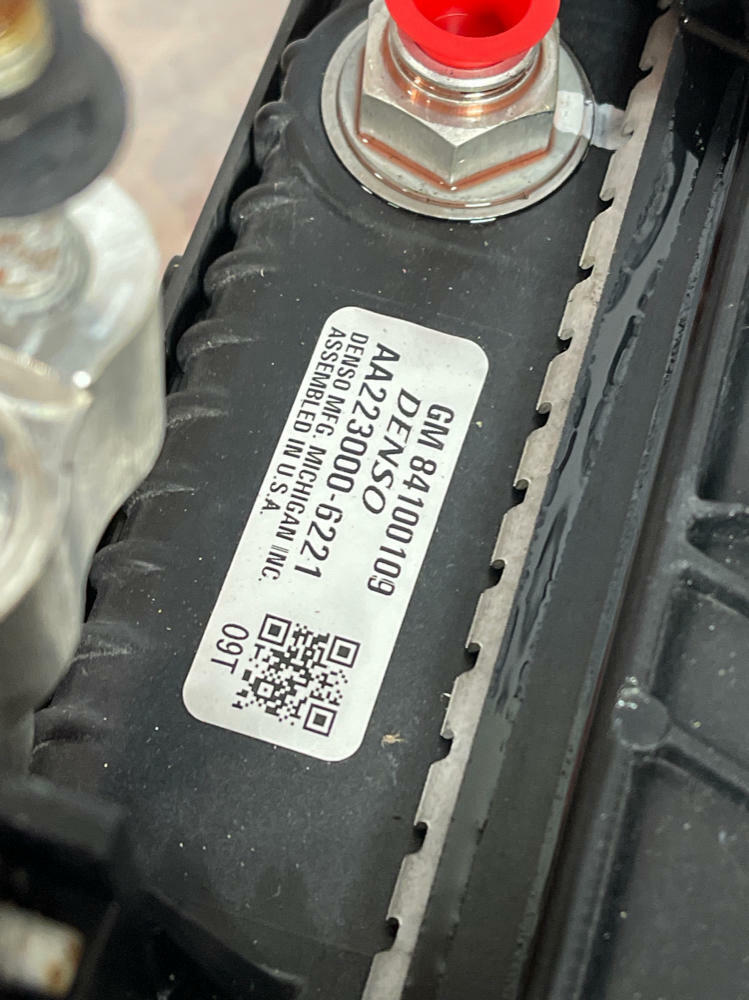 GM 84100109
DENSO
AA223000-6221
DENSO MFG. MICHIGAN INC.
ASSEMBLED IN U.S.A.
09T